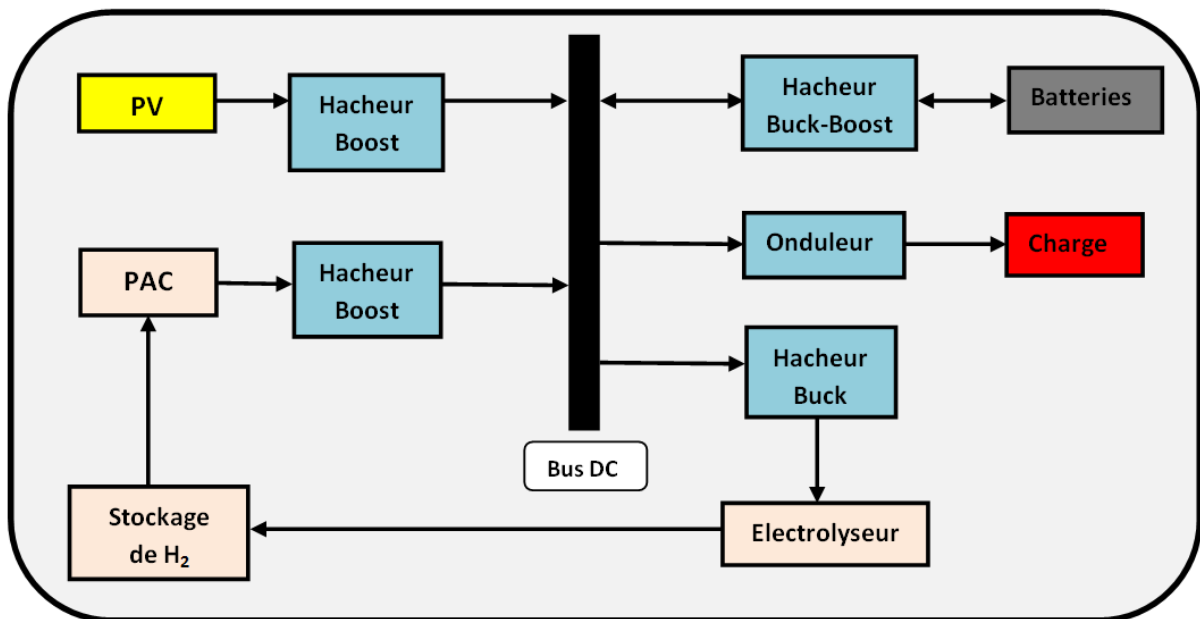 PV
Hacheur
Boost
Hacheur
Buck-Boost
Batteries
PAC
Hacheur
Boost
Onduleur
Charge
Hacheur
Buck
Bus DC
Stockage
de H₂
Electrolyseur